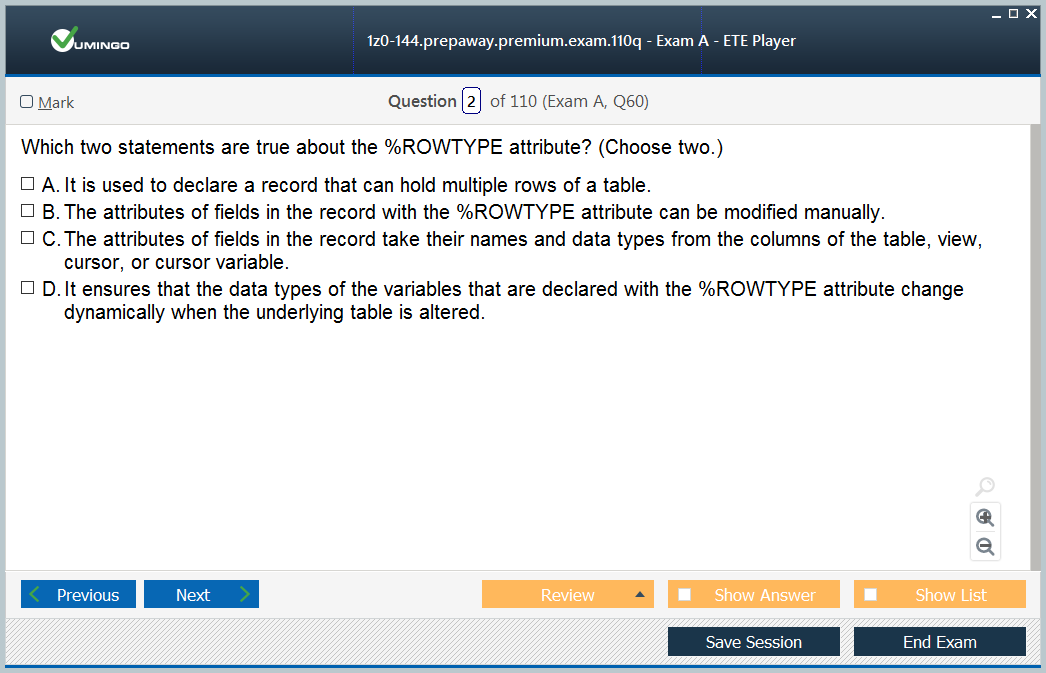 VUMINGO
1z0-144.prepaway.premium.exam.110q - Exam A - ETE Player
Mark
Question 2 of 110 (Exam A, Q60)
Which two statements are true about the %ROWTYPE attribute? (Choose two.)
A. It is used to declare a record that can hold multiple rows of a table.
B. The attributes of fields in the record with the %ROWTYPE attribute can be modified manually.
C. The attributes of fields in the record take their names and data types from the columns of the table, view,
cursor, or cursor variable.
D. It ensures that the data types of the variables that are declared with the %ROWTYPE attribute change
dynamically when the underlying table is altered.
Previous
Next
Review
Show Answer
Show List
Save Session
End Exam